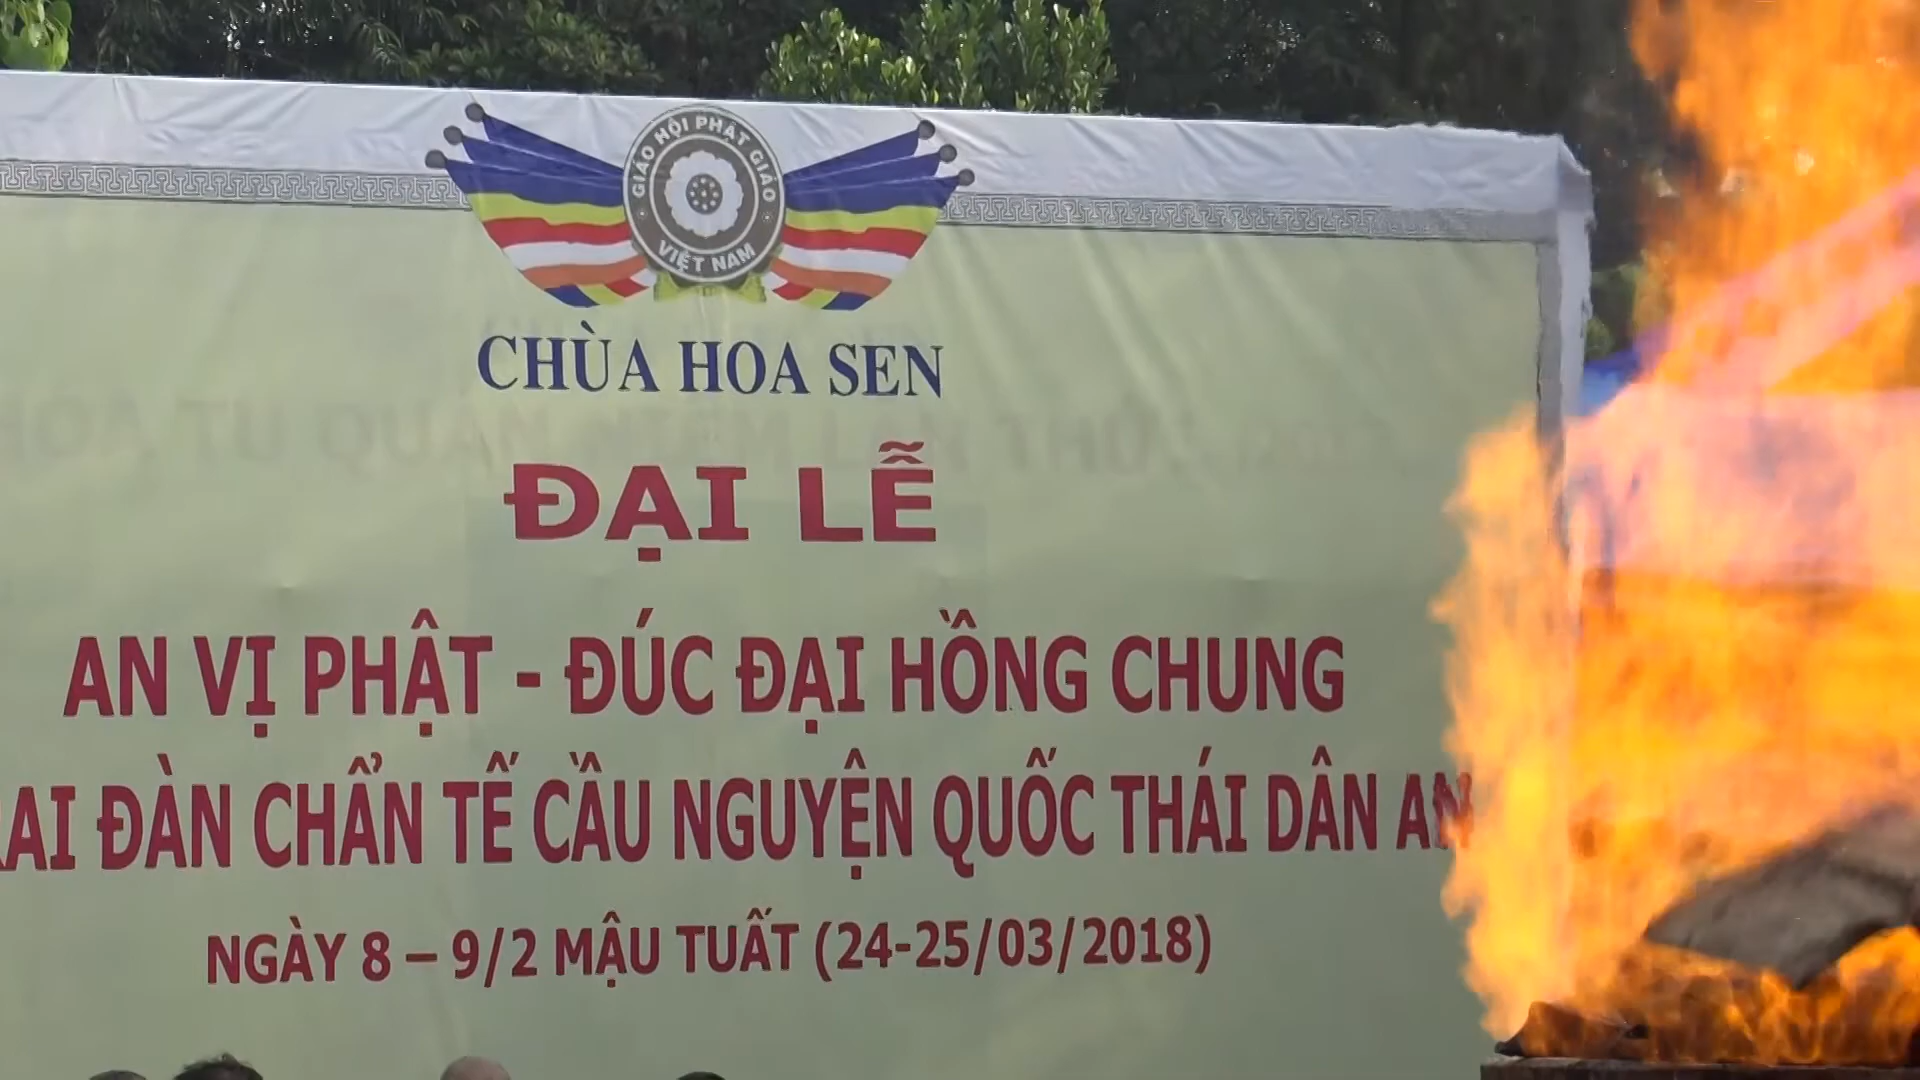 GIÁO HỘI PHẬT GIÁO
VIỆT NAM
CHÙA HOA SEN
ĐẠI LỄ
AN VỊ PHẬT - ĐÚC ĐẠI HỒNG CHUNG
ĐÀN CHẨN TẾ CẦU NGUYỆN QUỐC THÁI DÂN AN
NGÀY 8 – 9/2 MẬU TUẤT (24-25/03/2018)